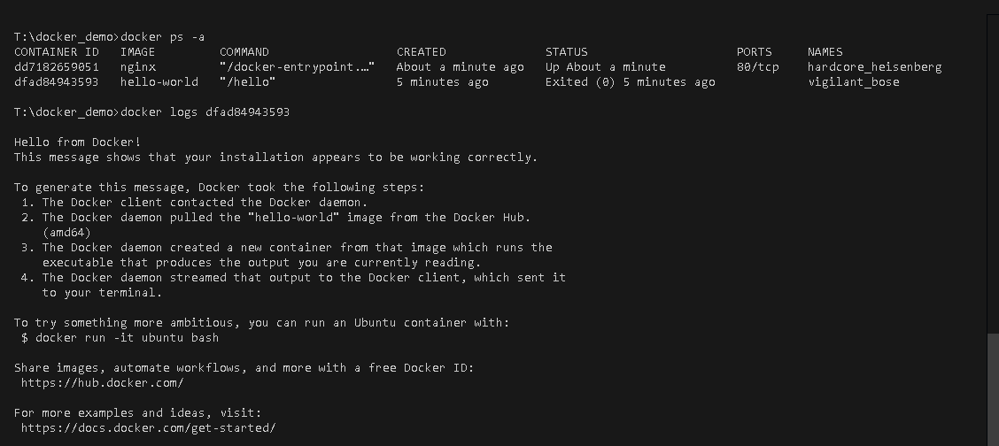 T:\docker_demo>docker ps -a
CONTAINER ID   IMAGE         COMMAND                  CREATED              STATUS                     PORTS     NAMES
dd7182659051   nginx         "/docker-entrypoint.…"   About a minute ago   Up About a minute          80/tcp    hardcore_heisenberg
dfad84943593   hello-world   "/hello"                 5 minutes ago        Exited (0) 5 minutes ago             vigilant_bose
T:\docker_demo>docker logs dfad84943593
Hello from Docker!
This message shows that your installation appears to be working correctly.
To generate this message, Docker took the following steps:
 1. The Docker client contacted the Docker daemon.
 2. The Docker daemon pulled the "hello-world" image from the Docker Hub.
    (amd64)
 3. The Docker daemon created a new container from that image which runs the
    executable that produces the output you are currently reading.
 4. The Docker daemon streamed that output to the Docker client, which sent it
    to your terminal.
To try something more ambitious, you can run an Ubuntu container with:
 $ docker run -it ubuntu bash
Share images, automate workflows, and more with a free Docker ID:
 https://hub.docker.com/
For more examples and ideas, visit:
 https://docs.docker.com/get-started/